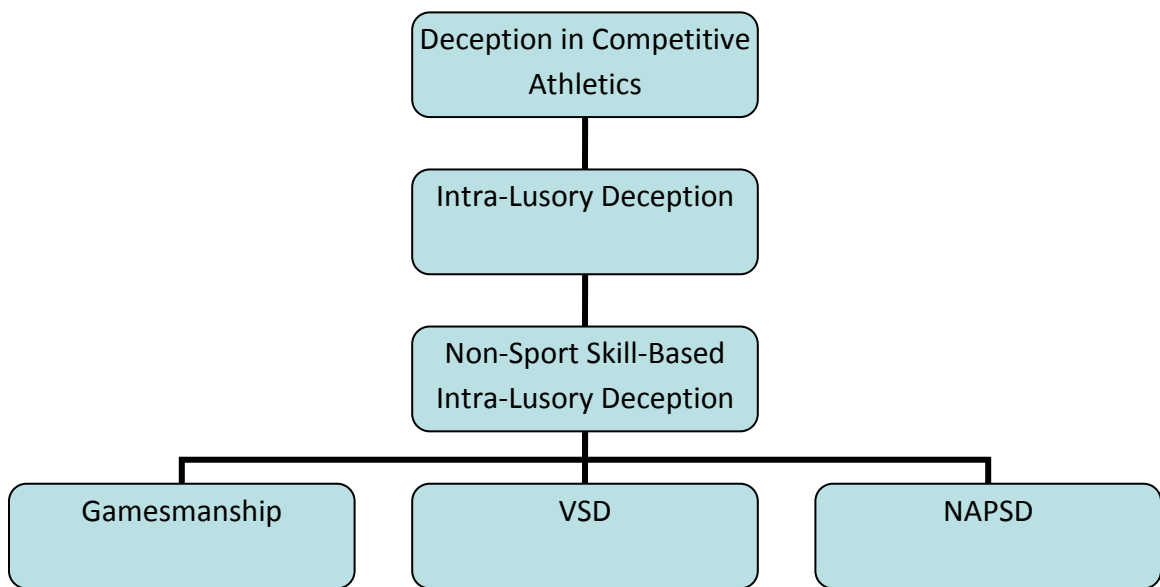 Deception in Competitive
Athletics
Intra-Lusory Deception
Non-Sport Skill-Based
Intra-Lusory Deception
Gamesmanship
VSD
NAPSD